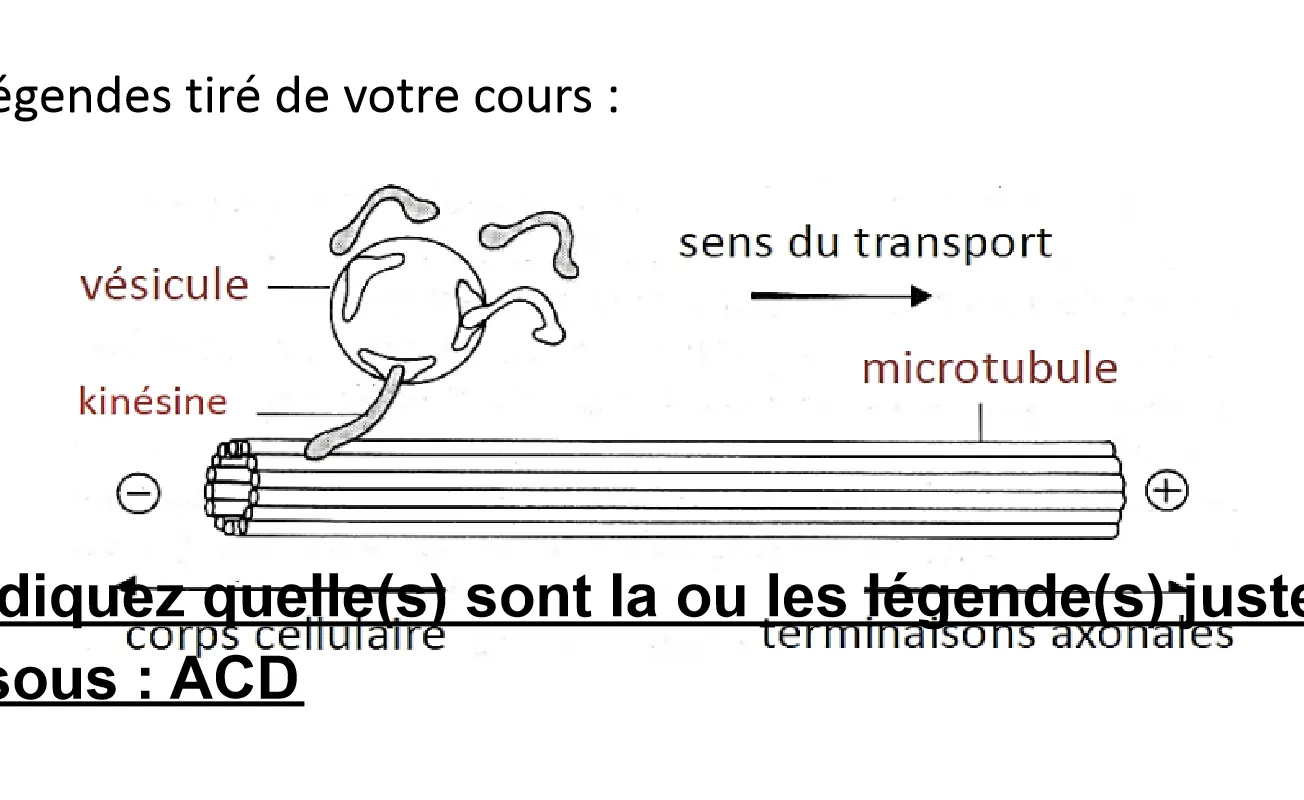 égendes tiré de votre cours :
sens du transport
vésicule
microtubule
kinésine
− +
diquez quelle(s) sont la ou les légende(s) juste
corps cellulaire terminaisons axonales
sous : ACD